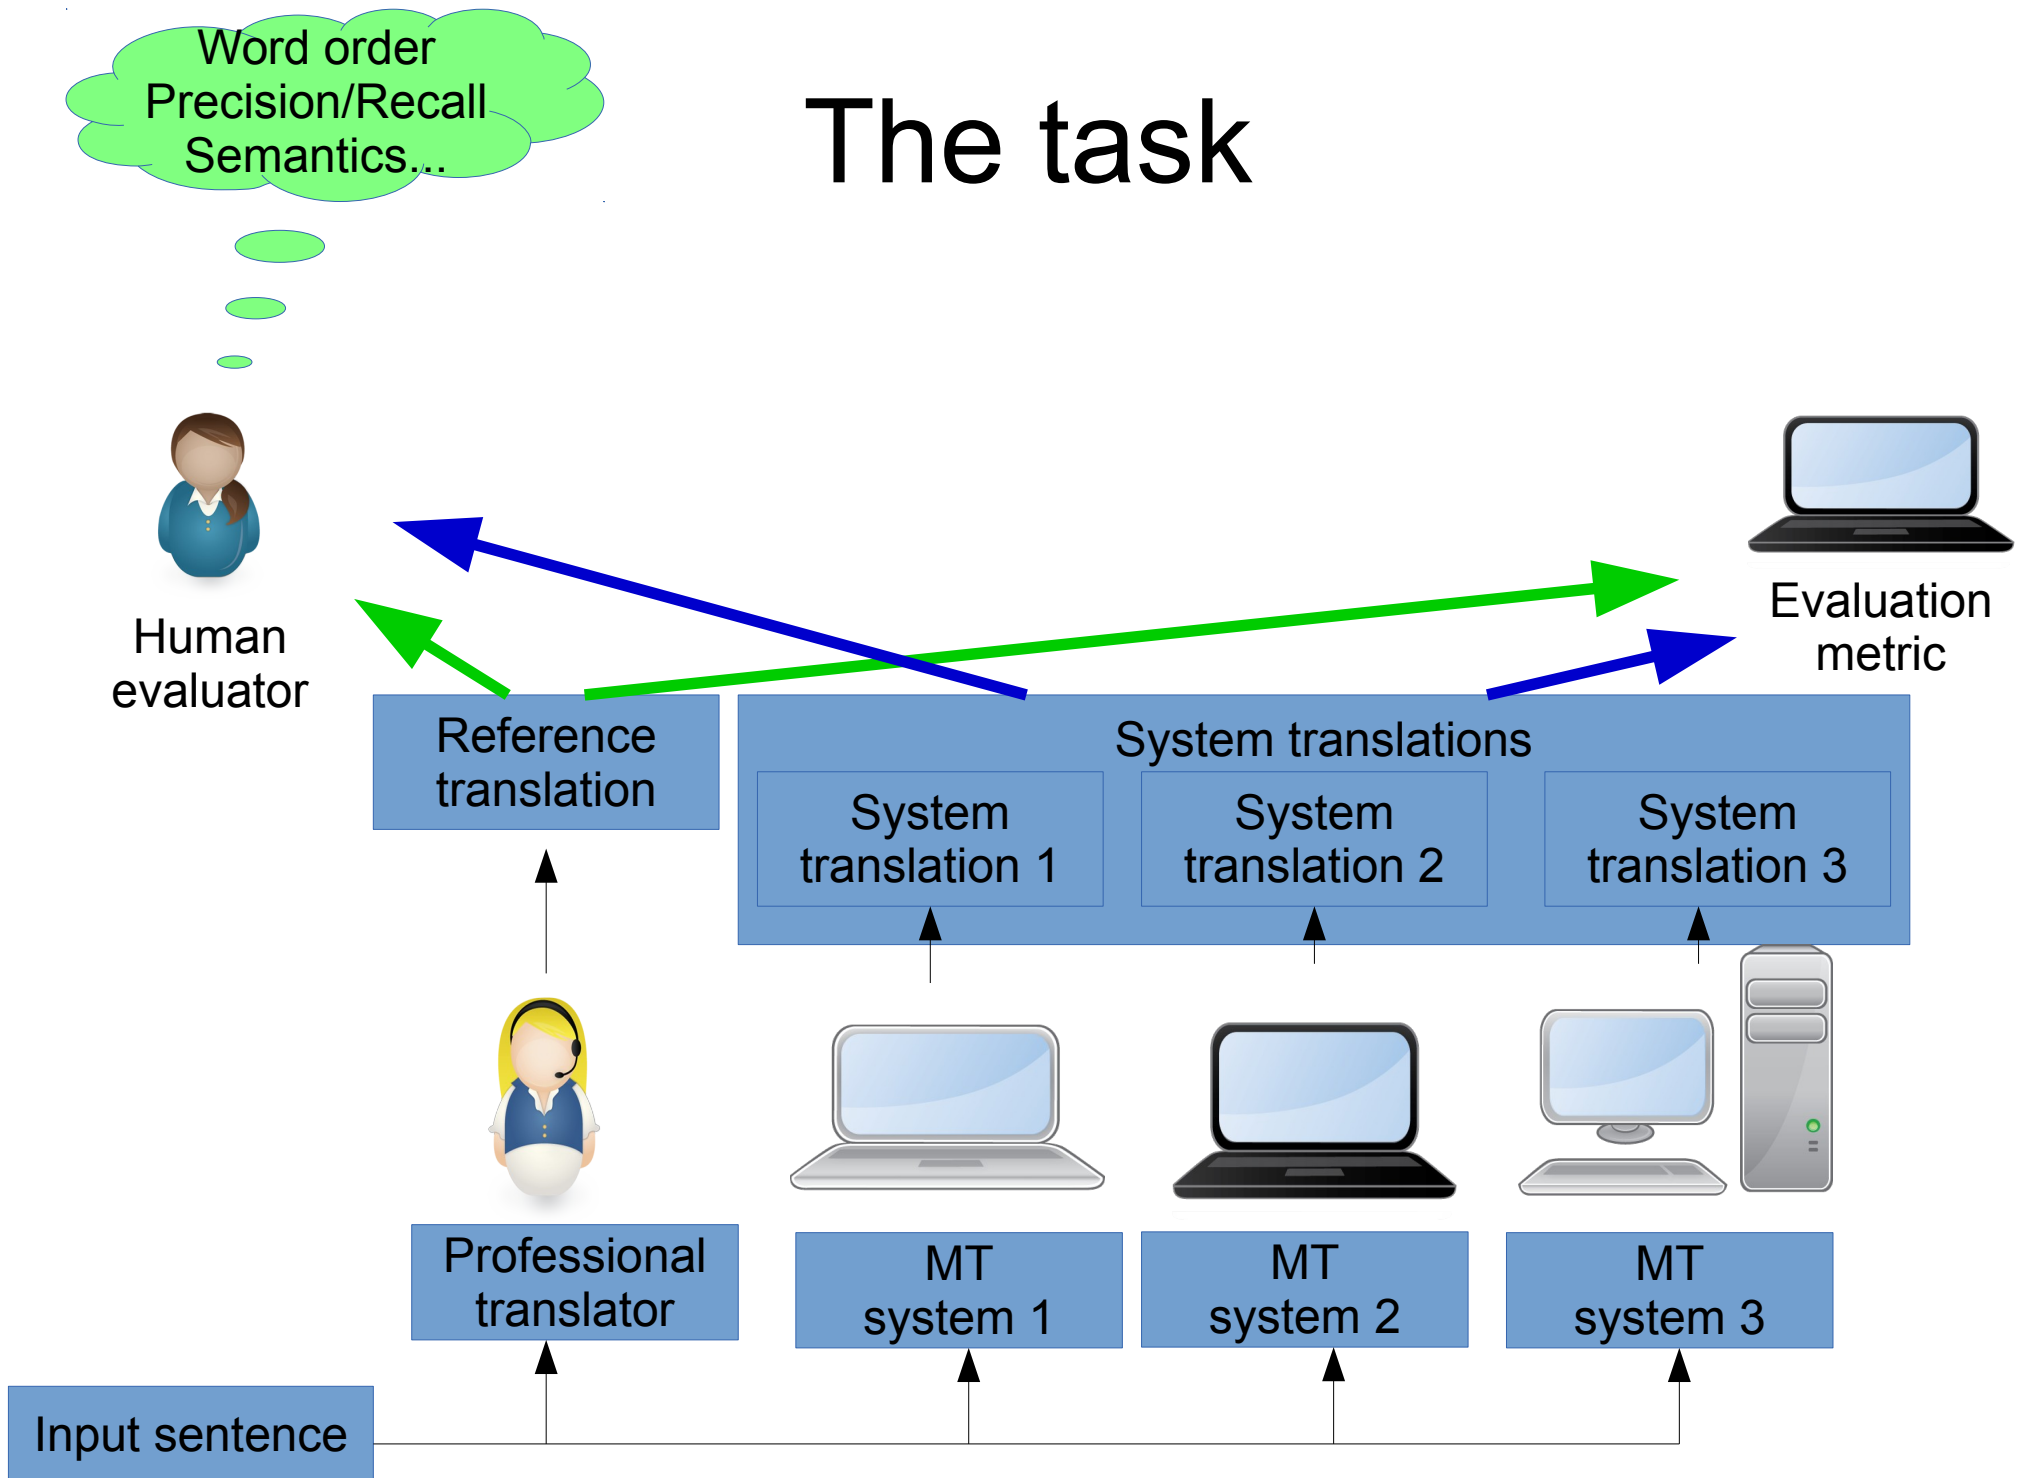 Word order
Precision/Recall
Semantics...
The task
Human
evaluator
Evaluation
metric
Reference
translation
System translations
System
translation 1
System
translation 2
System
translation 3
Professional
translator
MT
system 1
MT
system 2
MT
system 3
Input sentence